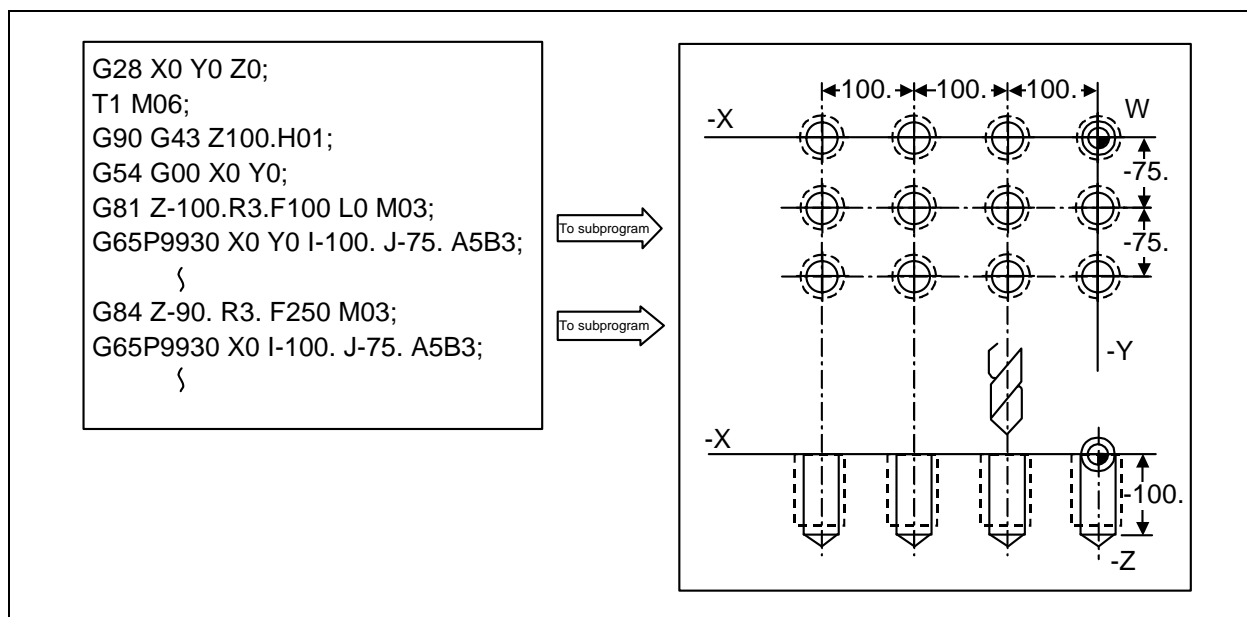 G28 X0 Y0 Z0;
T1 M06;
G90 G43 Z100.H01;
G54 G00 X0 Y0;
G81 Z-100.R3.F100 L0 M03;
G65P9930 X0 Y0 I-100. J-75. A5B3;
G84 Z-90. R3. F250 M03;
G65P9930 X0 I-100. J-75. A5B3;
To subprogram
To subprogram
100. 100. 100.
-X
W
-75.
-75.
-Y
-X
-100.
-Z